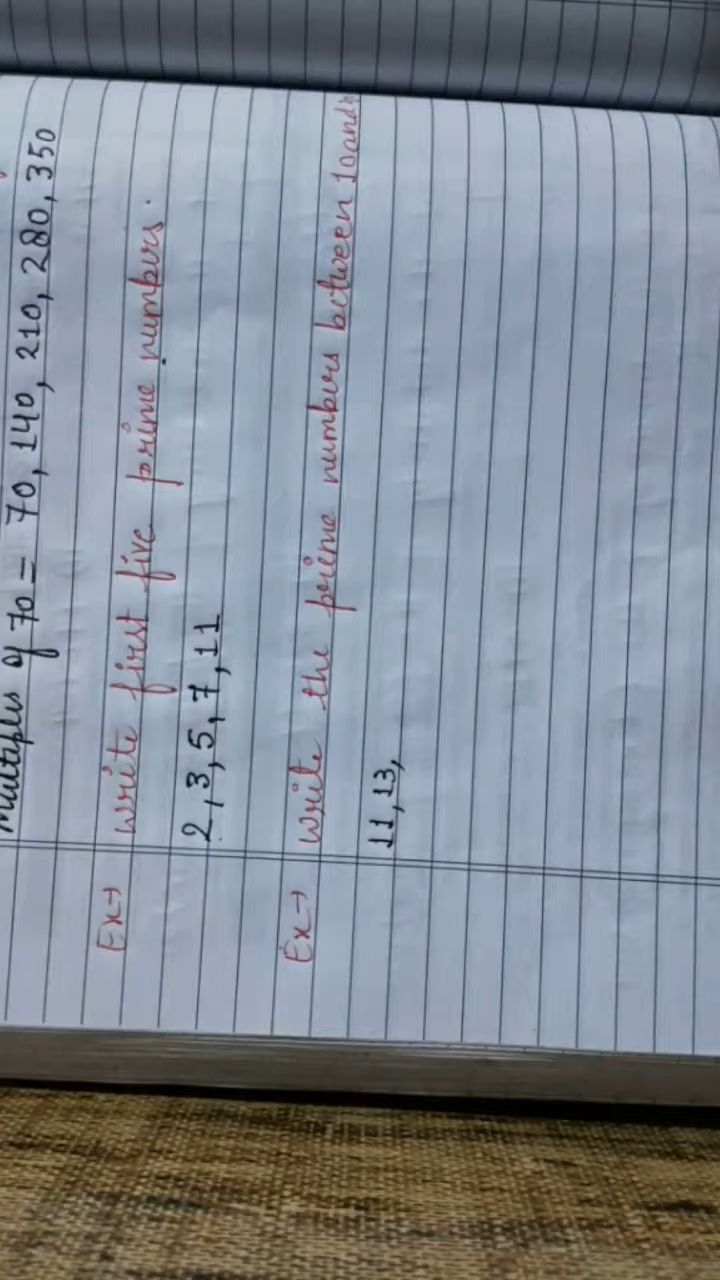 Multiples of 70 = 70, 140, 210, 280, 350
Ex→ Write first five prime numbers.
2, 3, 5, 7, 11
Ex→ Write the prime numbers between 10 and
11, 13,